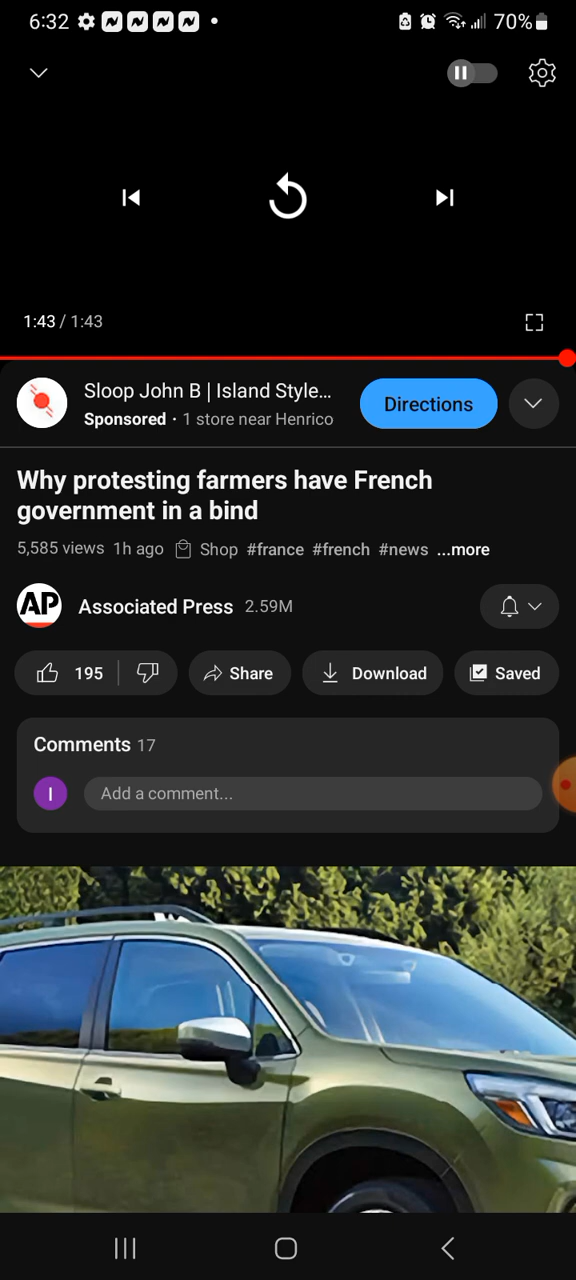 6:32
70%
1:43 / 1:43
Sloop John B | Island Style...
Sponsored · 1 store near Henrico
Directions
Why protesting farmers have French
government in a bind
5,585 views 1h ago Shop #france #french #news ...more
AP Associated Press 2.59M
195 Share Download Saved
Comments 17
I Add a comment...